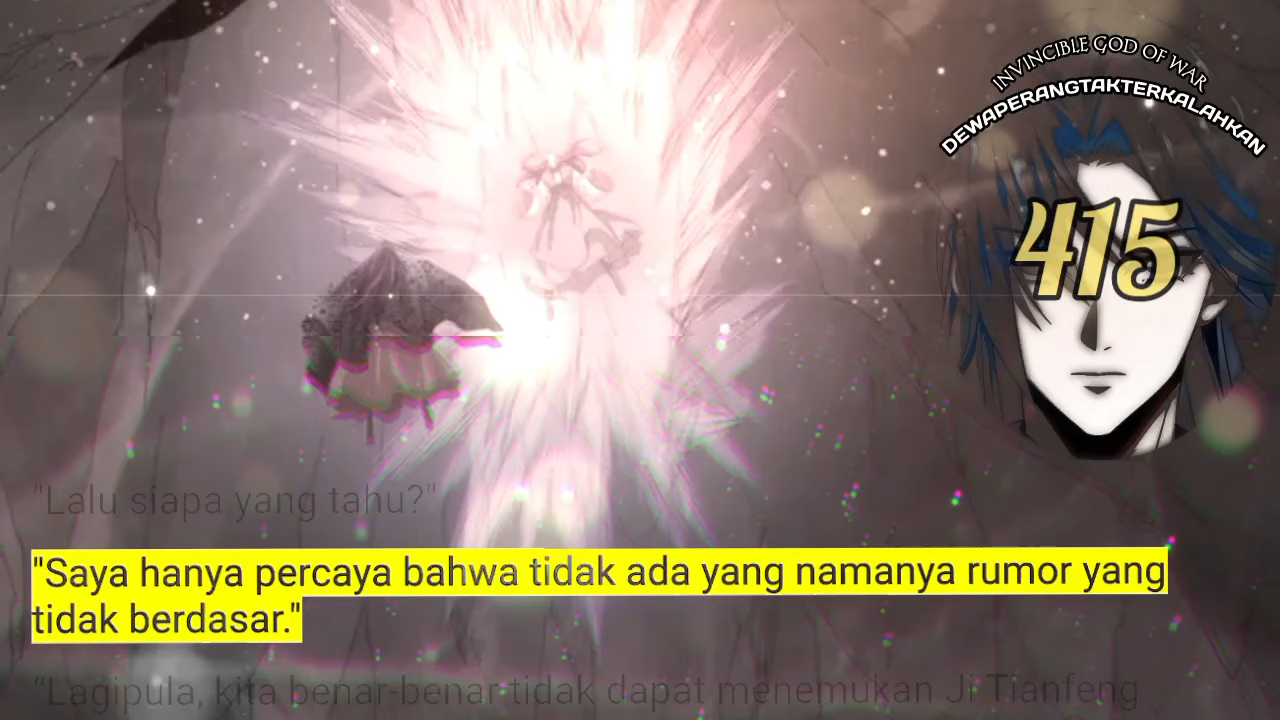 INVINCIBLE GOD OF WAR
DEWAPERANGTAKTERKALAHKAN
415
"Lalu siapa yang tahu?"
"Saya hanya percaya bahwa tidak ada yang namanya rumor yang
tidak berdasar."
“Lagipula, kita benar-benar tidak dapat menemukan Ji Tianfeng